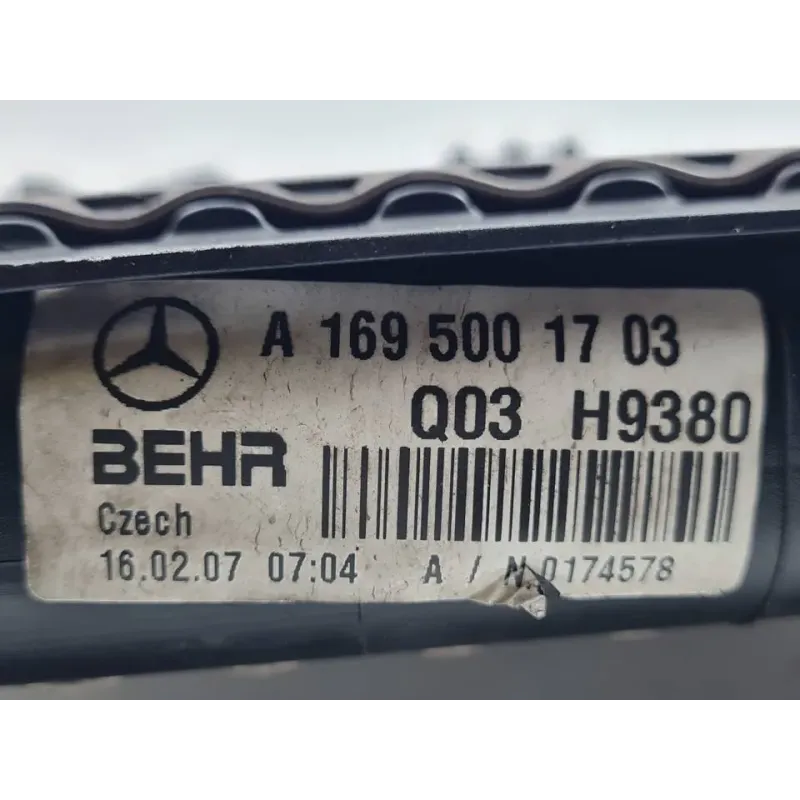 A 169 500 17 03
Q03 H9380
BEHR
Czech
16.02.07 07:04 A / N.0174578